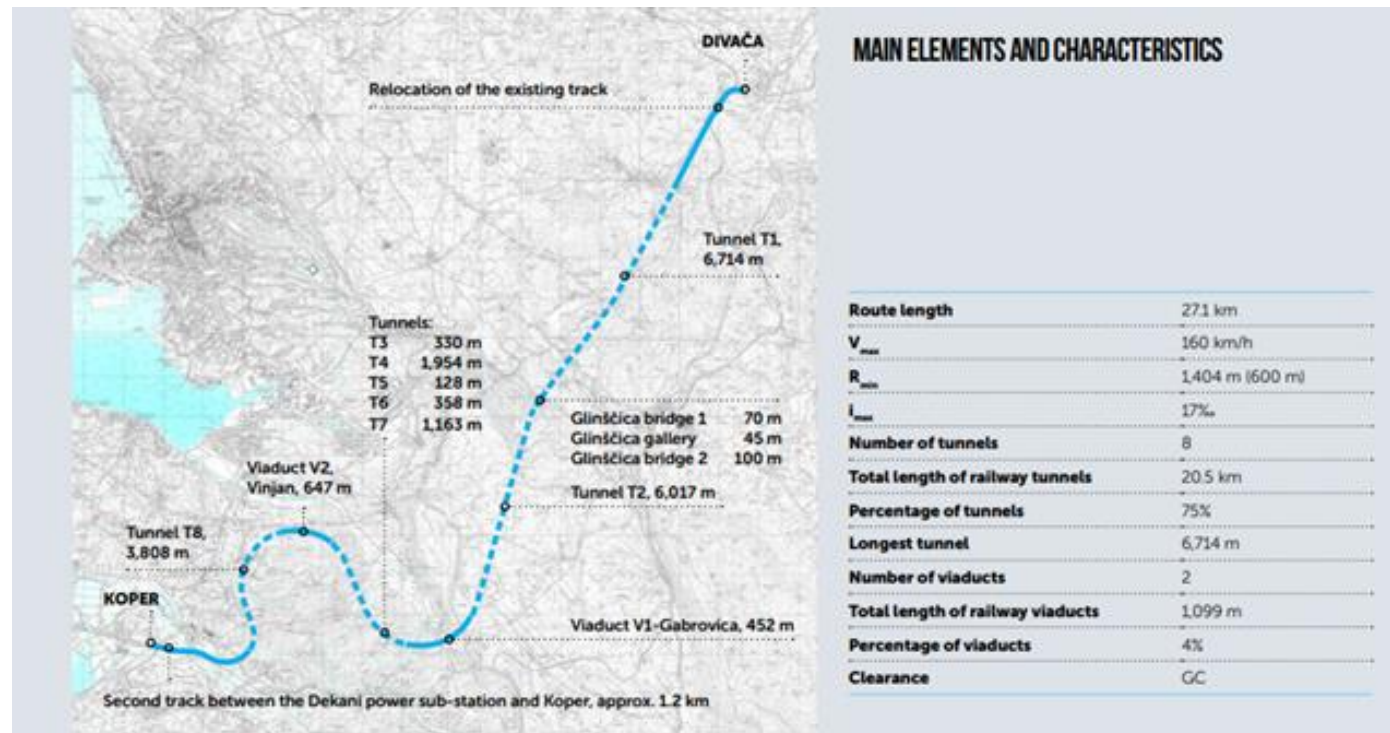 DIVAČA
Relocation of the existing track
Tunnel T1,
6,714 m
Tunnels:
T3 330 m
T4 1,954 m
T5 128 m
T6 358 m
T7 1,163 m
Glinščica bridge 1 70 m
Glinščica gallery 45 m
Glinščica bridge 2 100 m
Viaduct V2,
Vinjan, 647 m
Tunnel T2, 6,017 m
Tunnel T8,
3,808 m
KOPER
Viaduct V1-Gabrovica, 452 m
Second track between the Dekani power sub-station and Koper, approx. 1.2 km
MAIN ELEMENTS AND CHARACTERISTICS
Route length 27.1 km
Vmax 160 km/h
Rmin 1,404 m (600 m)
imax 17‰
Number of tunnels 8
Total length of railway tunnels 20.5 km
Percentage of tunnels 75%
Longest tunnel 6,714 m
Number of viaducts 2
Total length of railway viaducts 1,099 m
Percentage of viaducts 4%
Clearance GC